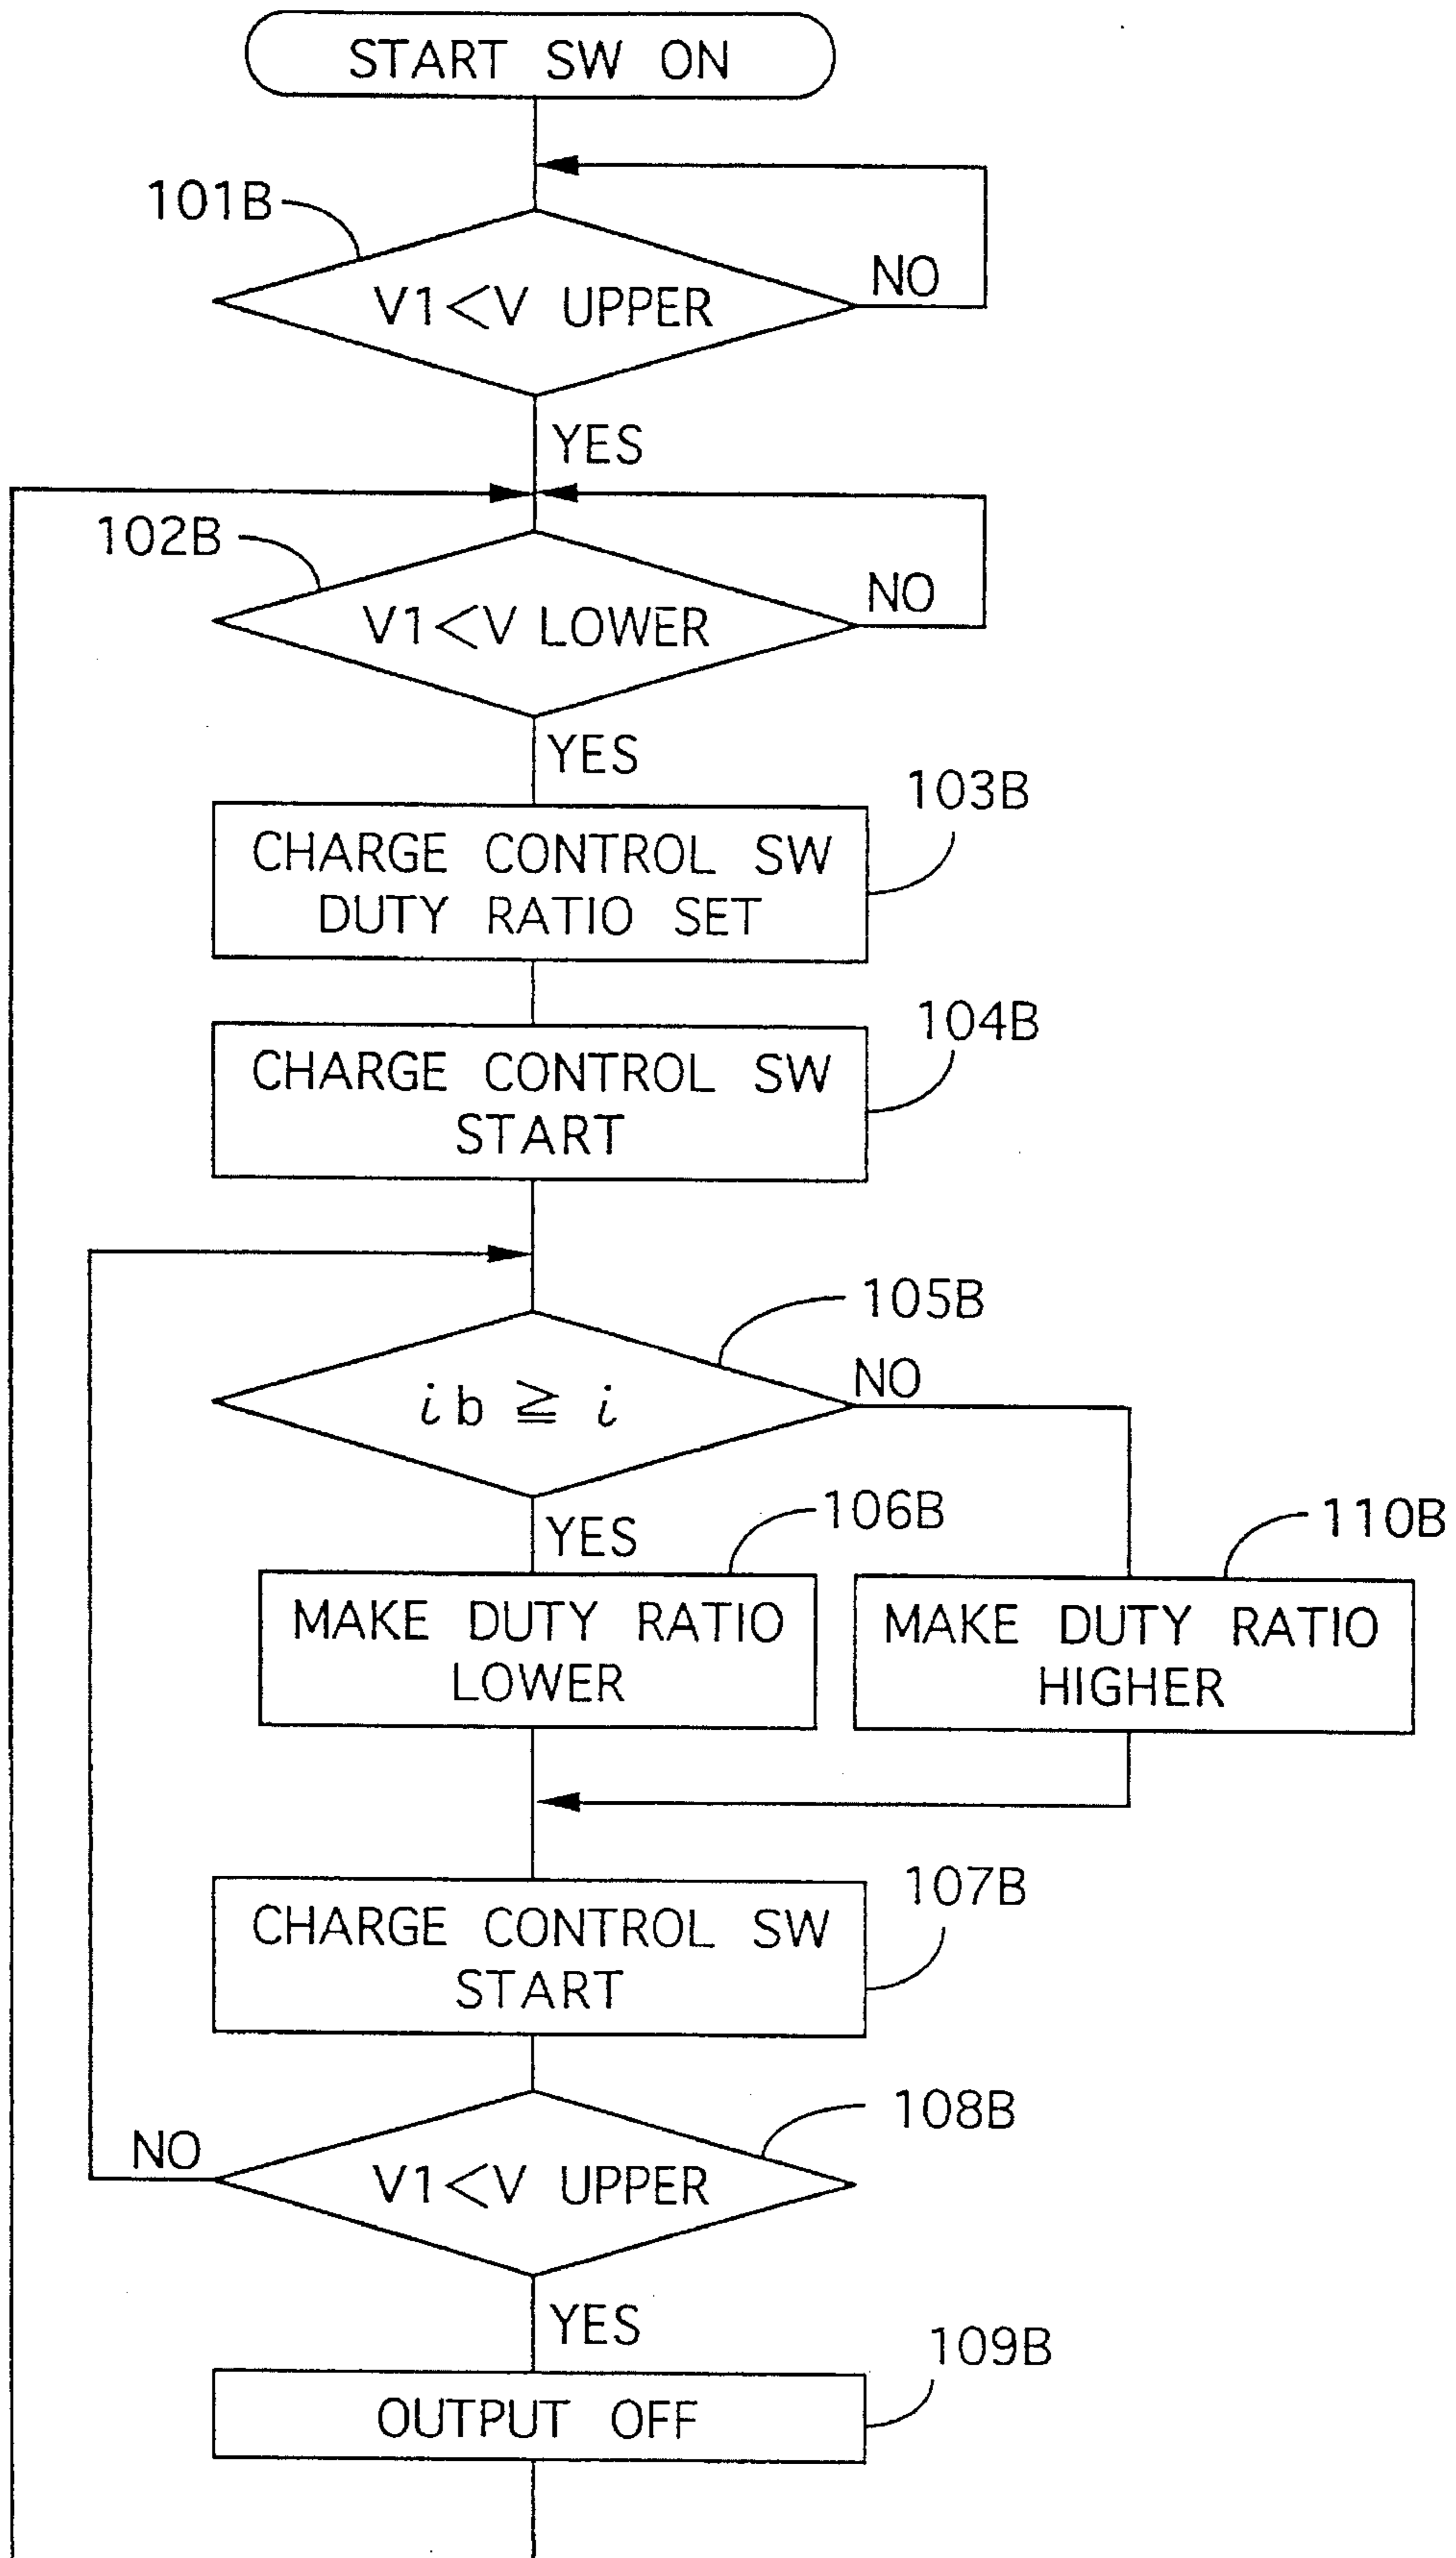 START SW ON
101B
V1<V UPPER
NO
YES
102B
V1<V LOWER
NO
YES
103B
CHARGE CONTROL SW
DUTY RATIO SET
104B
CHARGE CONTROL SW
START
105B
ib ≧ i
NO
YES
106B
110B
MAKE DUTY RATIO
LOWER
MAKE DUTY RATIO
HIGHER
107B
CHARGE CONTROL SW
START
108B
NO
V1<V UPPER
YES
109B
OUTPUT OFF